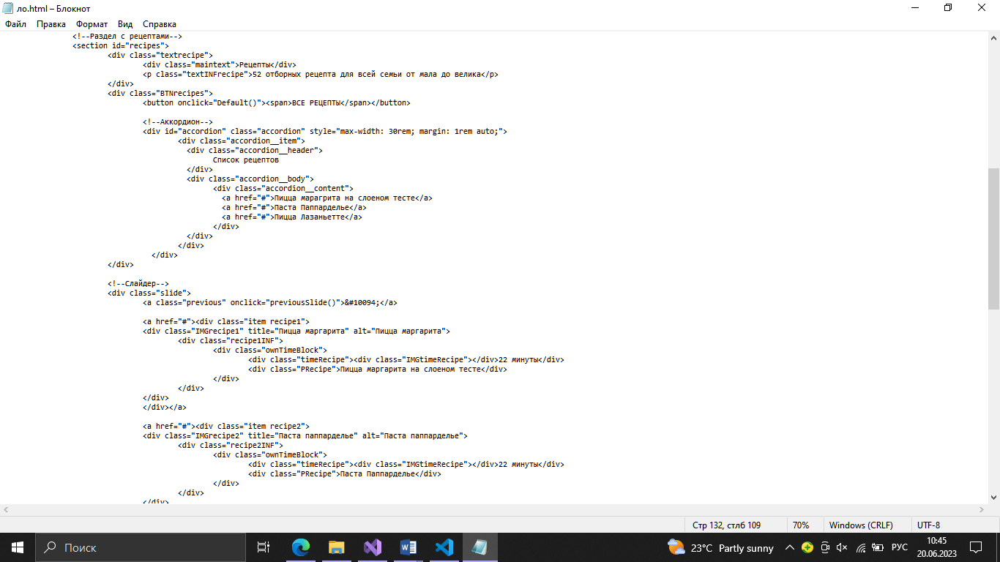 ло.html – Блокнот
Файл Правка Формат Вид Справка
<!--Раздел с рецептами-->
<section id="recipes">
<div class="textrecipe">
<div class="maintext">Рецепты</div>
<p class="textINFrecipe">52 отборных рецепта для всей семьи от мала до велика</p>
</div>
<div class="BTNrecipes">
<button onclick="Default()"><span>ВСЕ РЕЦЕПТЫ</span></button>
<!--Аккордион-->
<div id="accordion" class="accordion" style="max-width: 30rem; margin: 1rem auto;">
<div class="accordion__item">
<div class="accordion__header">
Список рецептов
</div>
<div class="accordion__body">
<div class="accordion__content">
<a href="#">Пицца марагрита на слоеном тесте</a>
<a href="#">Паста Паппарделье</a>
<a href="#">Пицца Лазаньетте</a>
</div>
</div>
</div>
</div>
</div>
<!--Слайдер-->
<div class="slide">
<a class="previous" onclick="previousSlide()">&#10094;</a>
<a href="#"><div class="item recipe1">
<div class="IMGrecipe1" title="Пицца маргарита" alt="Пицца маргарита">
<div class="recipe1INF">
<div class="ownTimeBlock">
<div class="timeRecipe"><div class="IMGtimeRecipe"></div>22 минуты</div>
<div class="PRecipe">Пицца маргарита на слоеном тесте</div>
</div>
</div>
</div>
</div></a>
<a href="#"><div class="item recipe2">
<div class="IMGrecipe2" title="Паста паппарделье" alt="Паста паппарделье">
<div class="recipe2INF">
<div class="ownTimeBlock">
<div class="timeRecipe"><div class="IMGtimeRecipe"></div>22 минуты</div>
<div class="PRecipe">Паста Паппарделье</div>
</div>
</div>
</div>
Стр 132, стлб 109 70% Windows (CRLF) UTF-8
Поиск 23°C Partly sunny РУС 10:45
20.06.2023